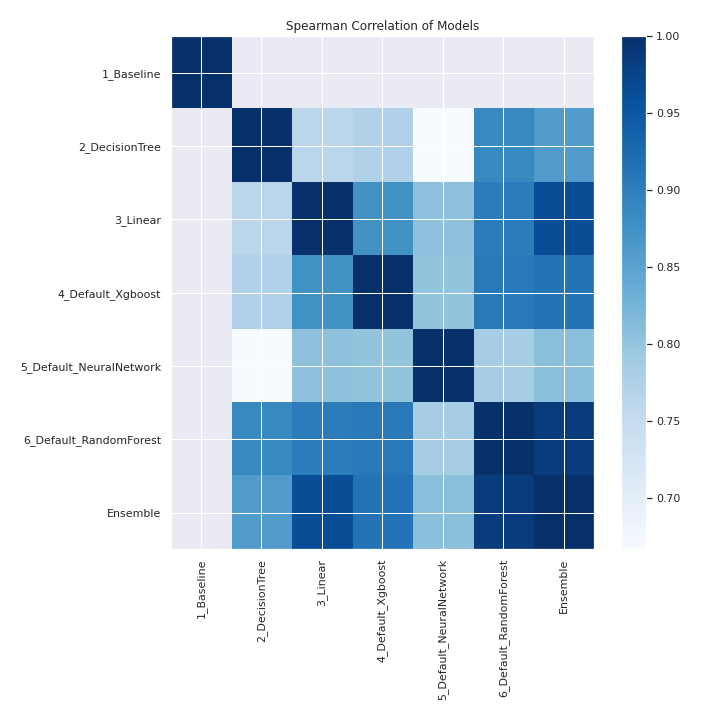 Spearman Correlation of Models
1_Baseline
2_DecisionTree
3_Linear
4_Default_Xgboost
5_Default_NeuralNetwork
6_Default_RandomForest
Ensemble
1_Baseline
2_DecisionTree
3_Linear
4_Default_Xgboost
5_Default_NeuralNetwork
6_Default_RandomForest
Ensemble
1.00
0.95
0.90
0.85
0.80
0.75
0.70